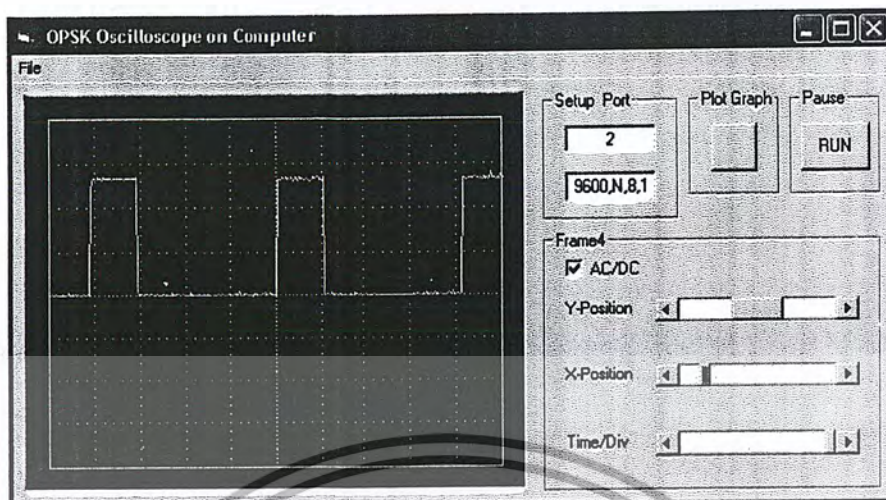 OPSK Oscilloscope on Computer
File
Setup Port
2
9600,N,8,1
Plot Graph
Pause
RUN
Frame4
AC/DC
Y-Position
X-Position
Time/Div